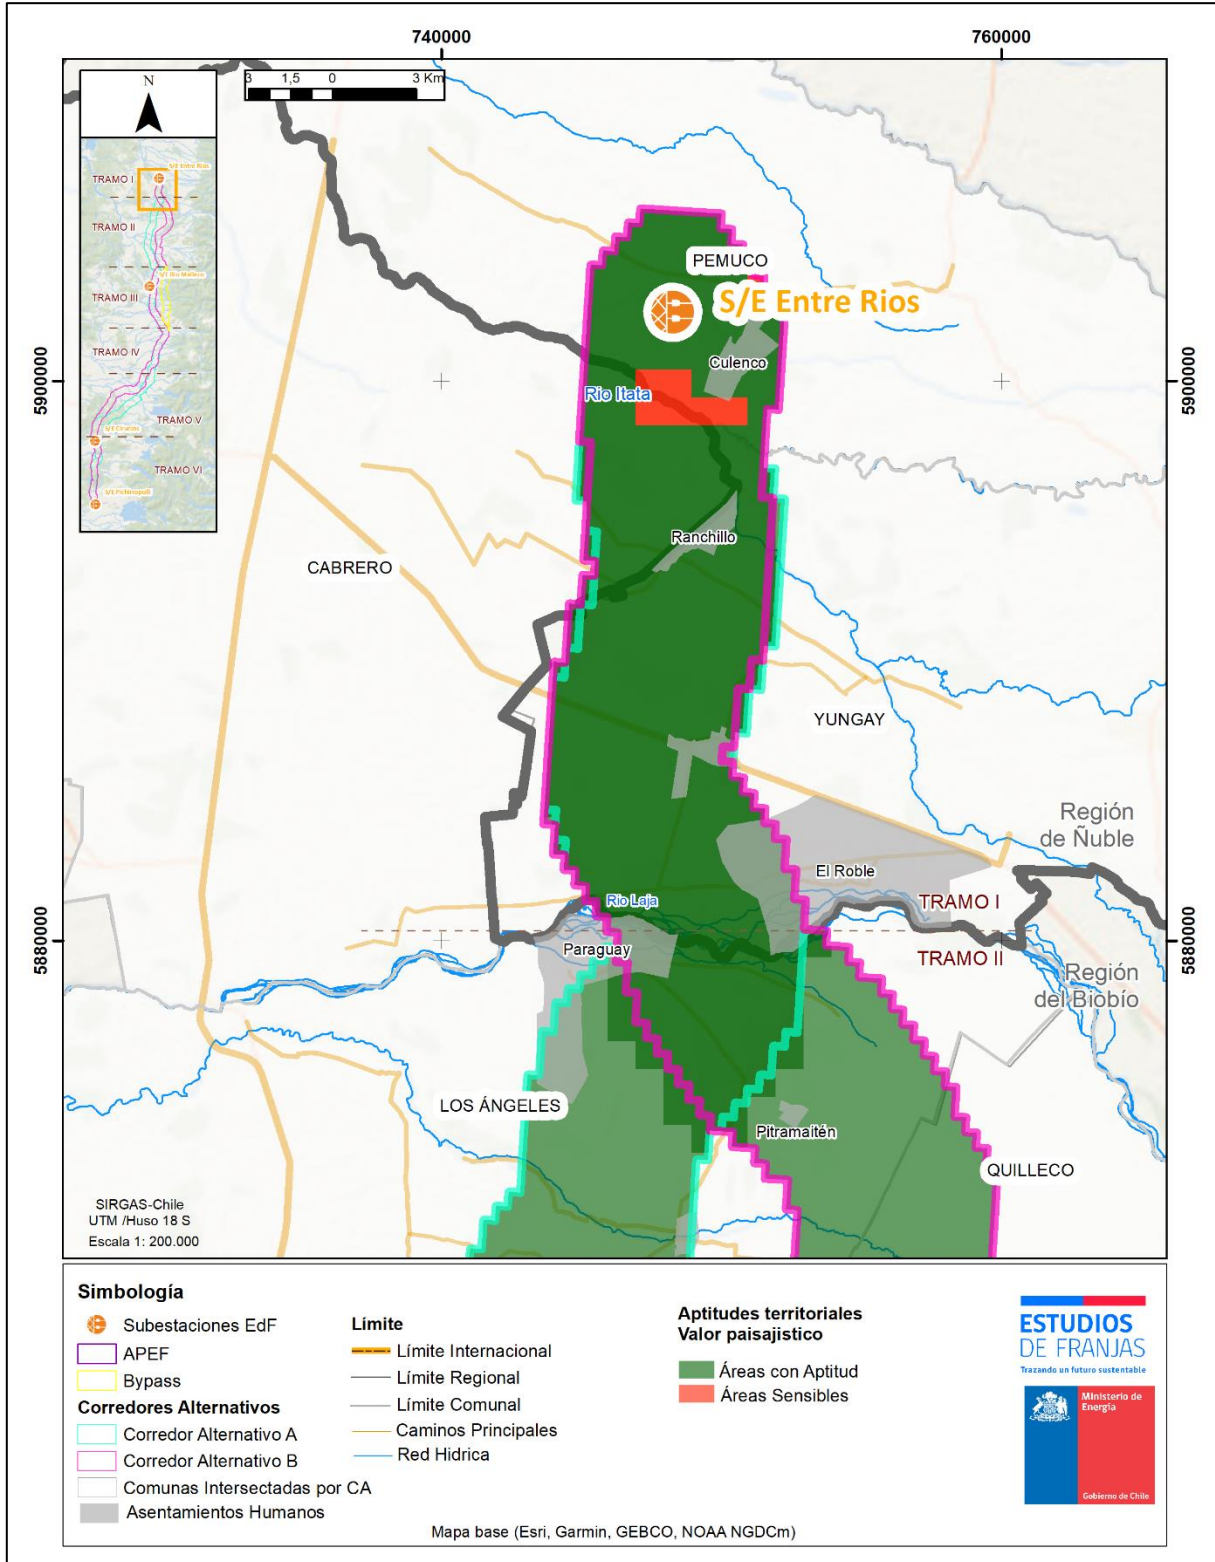 740000
760000
3 1,5 0 3 Km
N
S/E Entre Rios
TRAMO I
TRAMO II
TRAMO III
TRAMO IV
S/E Ciruelos
TRAMO V
TRAMO VI
S/E Pichirropulli
PEMUCO
S/E Entre Rios
Culenco
5900000
5900000
Rio Itata
Ranchillo
CABRERO
YUNGAY
Región
de Ñuble
El Roble
Rio Laja
TRAMO I
5880000
5880000
Paraguay
TRAMO II
Región
del Biobío
LOS ÁNGELES
Pitramaitén
QUILLECO
SIRGAS-Chile
UTM /Huso 18 S
Escala 1: 200.000
Simbología
Subestaciones EdF
APEF
Bypass
Corredores Alternativos
Corredor Alternativo A
Corredor Alternativo B
Comunas Intersectadas por CA
Asentamientos Humanos
Límite
Límite Internacional
Límite Regional
Límite Comunal
Caminos Principales
Red Hidrica
Aptitudes territoriales
Valor paisajistico
Áreas con Aptitud
Áreas Sensibles
ESTUDIOS
DE FRANJAS
Trazando un futuro sustentable
Ministerio de
Energía
Gobierno de Chile
Mapa base (Esri, Garmin, GEBCO, NOAA NGDCm)